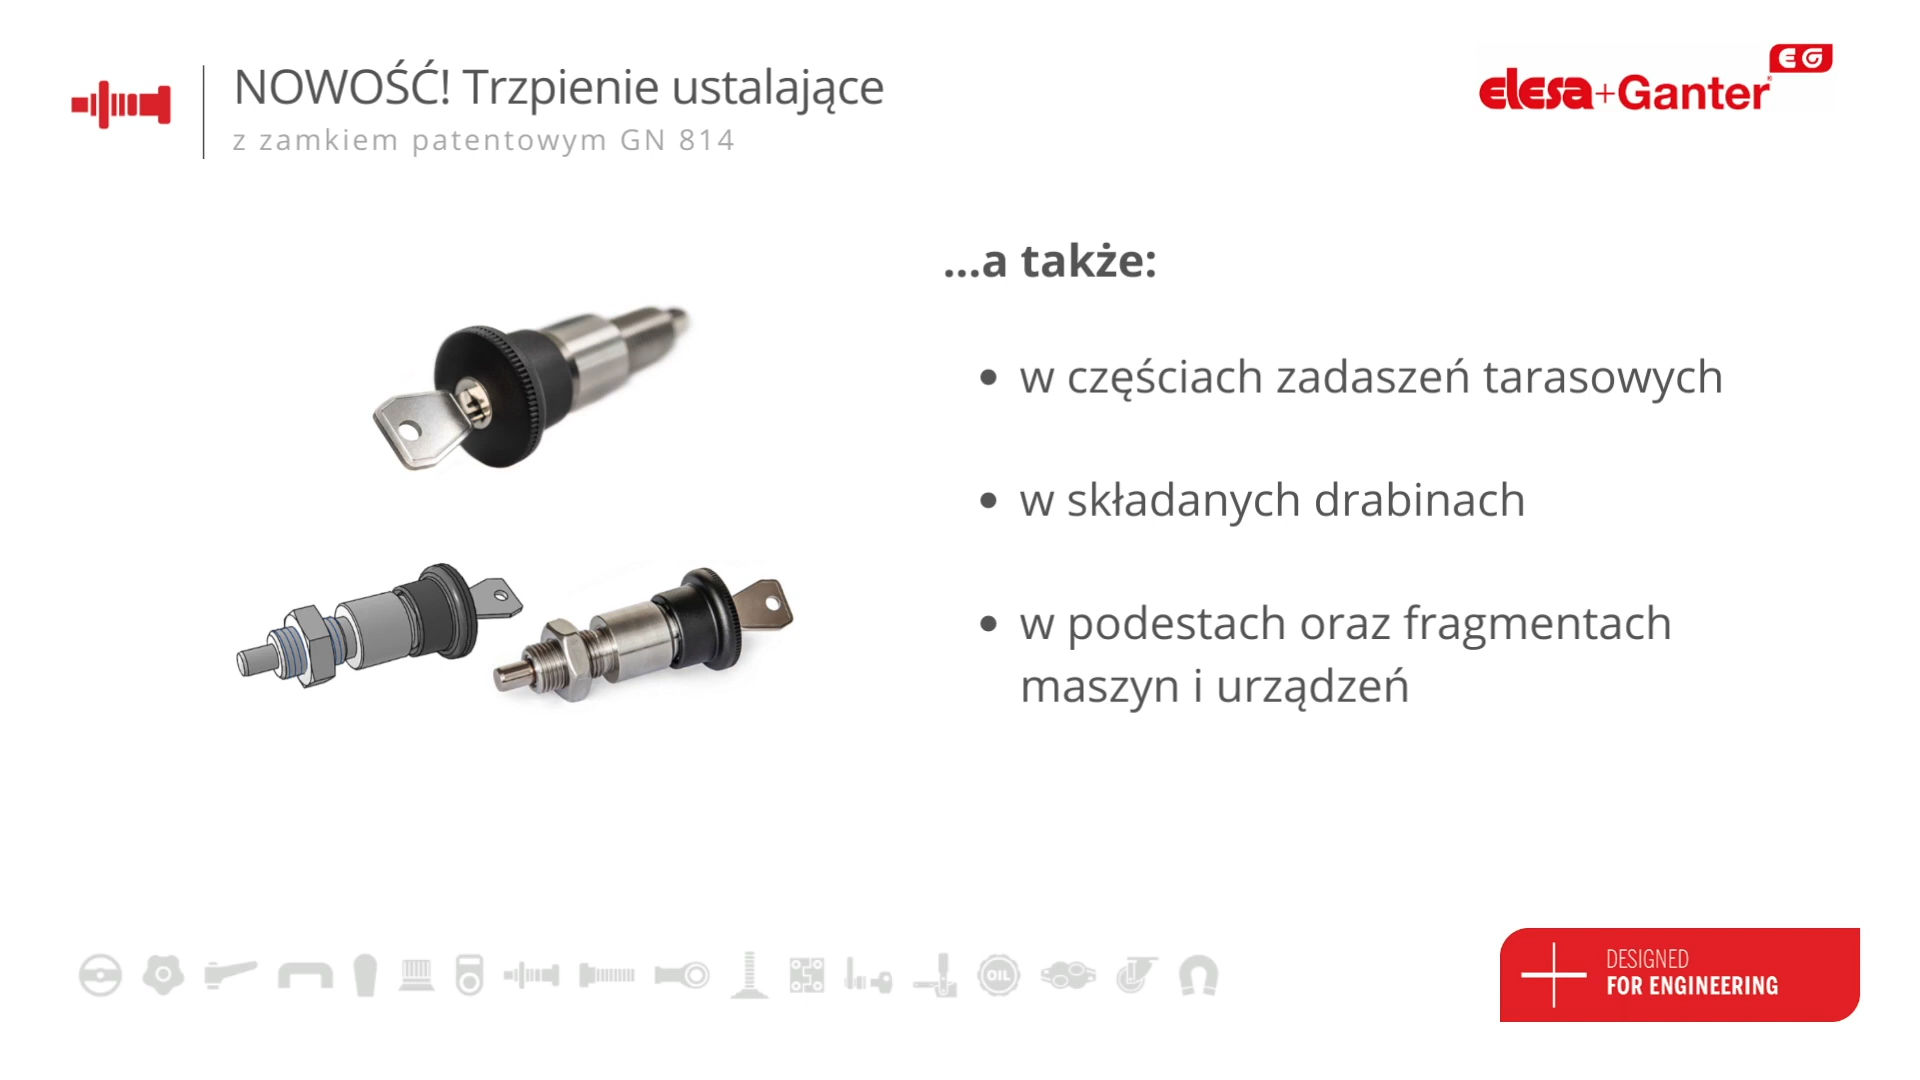 NOWOŚĆ! Trzpienie ustalające
z zamkiem patentowym GN 814
elesa+Ganter
EG
...a także:
• w częściach zadaszeń tarasowych
• w składanych drabinach
• w podestach oraz fragmentach
maszyn i urządzeń
OIL
DESIGNED
FOR ENGINEERING